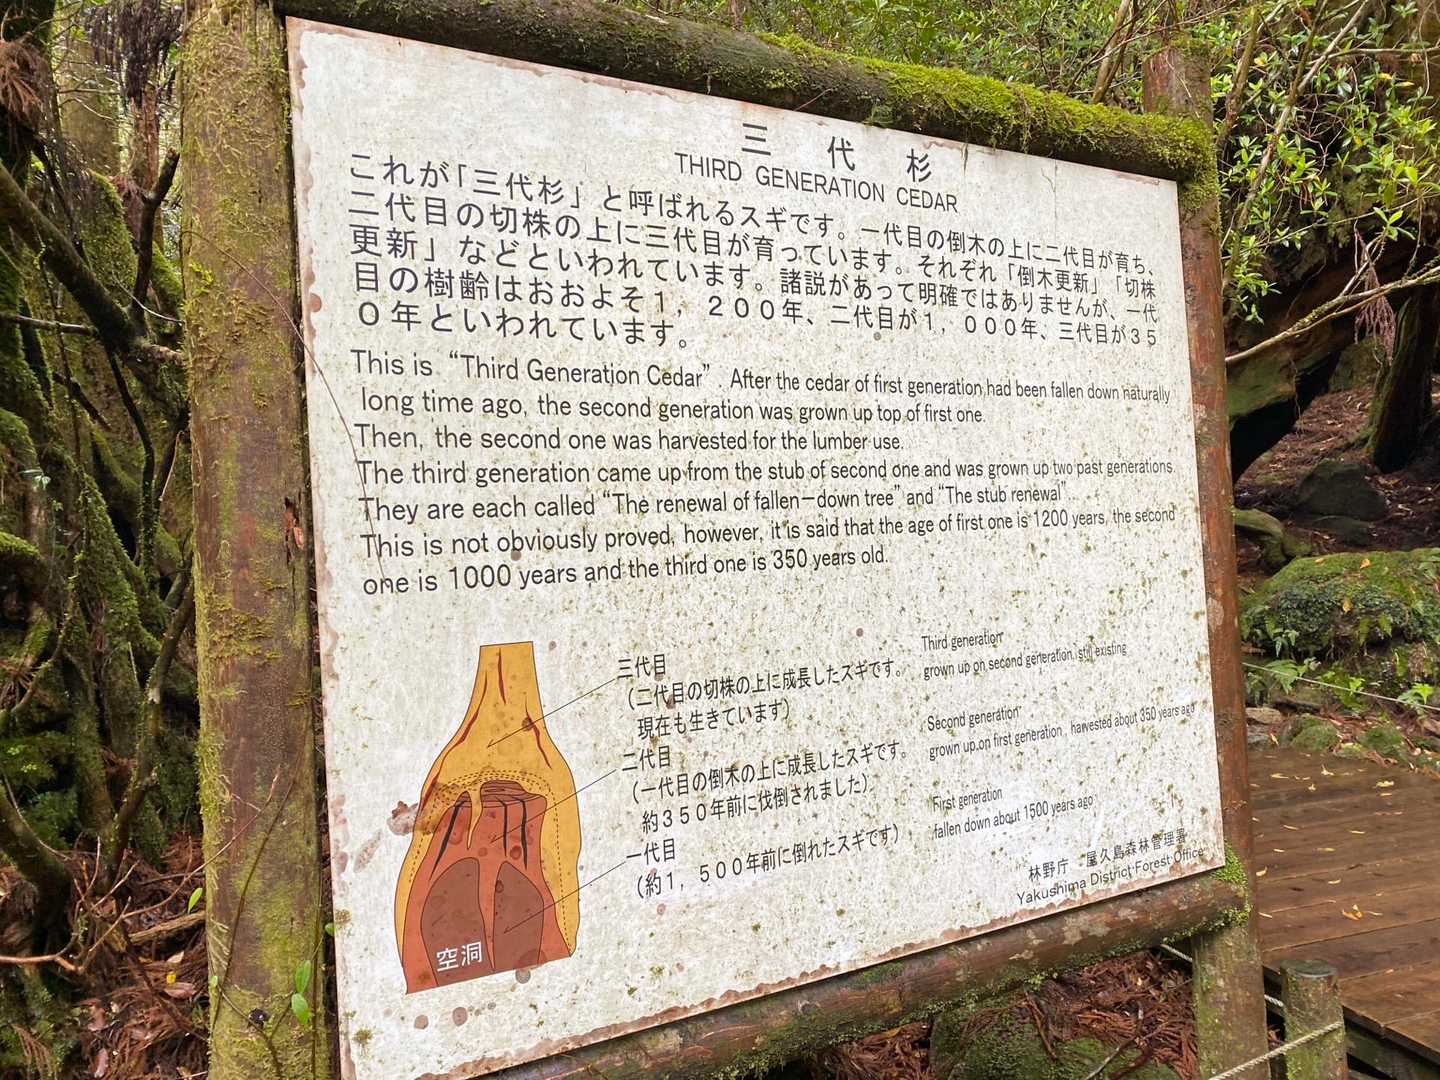 三代杉
THIRD GENERATION CEDAR
これが「三代杉」と呼ばれるスギです。一代目の倒木の上に二代目が育ち、
二代目の切株の上に三代目が育っています。それぞれ「倒木更新」「切株
更新」などといわれています。諸説があって明確ではありませんが、一代
目の樹齢はおおよそ1，200年、二代目が1，000年、三代目が35
0年といわれています。
This is “Third Generation Cedar”. After the cedar of first generation had been fallen down naturally
long time ago, the second generation was grown up top of first one.
Then, the second one was harvested for the lumber use.
The third generation came up from the stub of second one and was grown up two past generations.
They are each called “The renewal of fallen－down tree” and “The stub renewal”.
This is not obviously proved, however, it is said that the age of first one is 1200 years, the second
one is 1000 years and the third one is 350 years old.
三代目
（二代目の切株の上に成長したスギです。
現在も生きています）
Third generation
grown up on second generation, still existing
二代目
（一代目の倒木の上に成長したスギです。
約350年前に伐倒されました）
Second generation
grown up on first generation, harvested about 350 years ago
一代目
（約1，500年前に倒れたスギです）
First generation
fallen down about 1500 years ago
空洞
林野庁 屋久島森林管理署
Yakushima District Forest Office